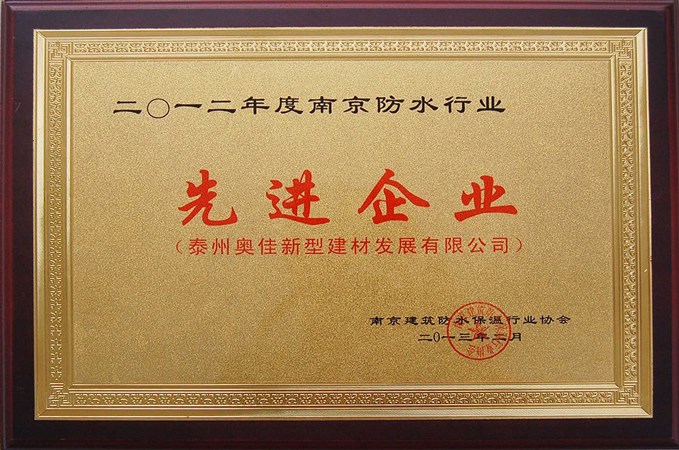 二〇一二年度南京防水行业
先进企业
（泰州奥佳新型建材发展有限公司）
南京建筑防水保温行业协会
二〇一三年二月